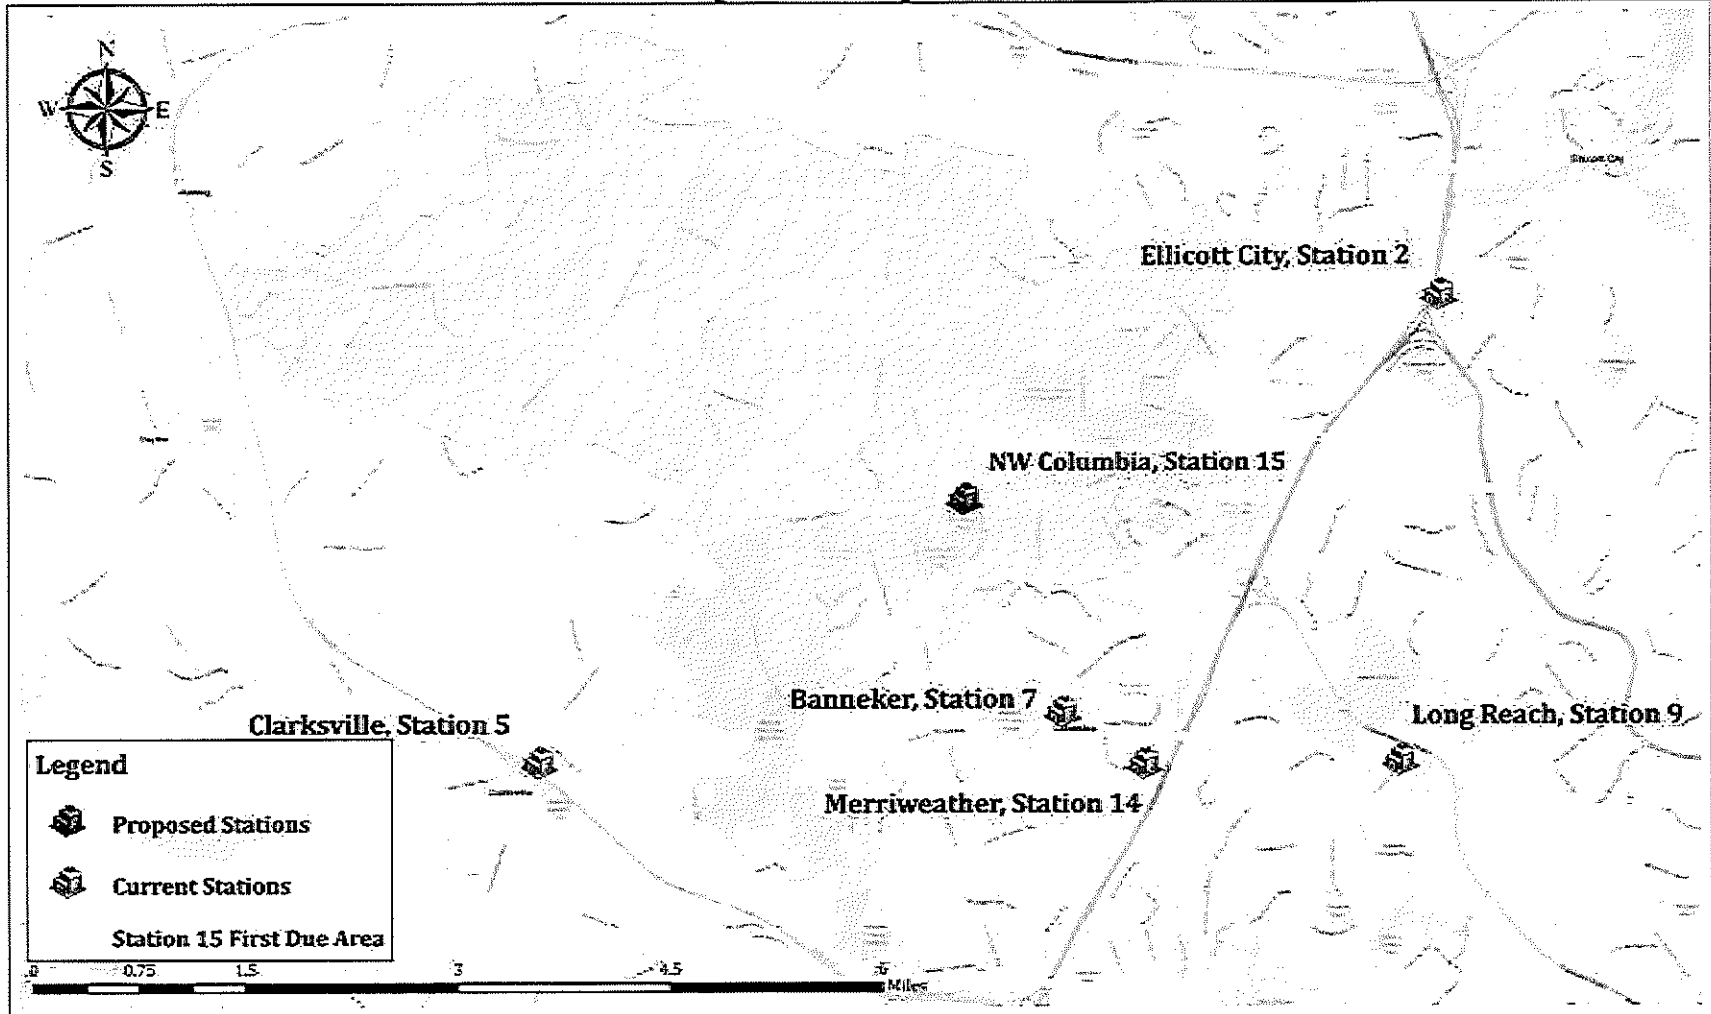 N
W E
S
Ellicott City, Station 2
NW Columbia, Station 15
Banneker, Station 7
Long Reach, Station 9
Clarksville, Station 5
Merriweather, Station 14
Legend
Proposed Stations
Current Stations
Station 15 First Due Area
0 0.75 1.5 3 4.5 6
Miles